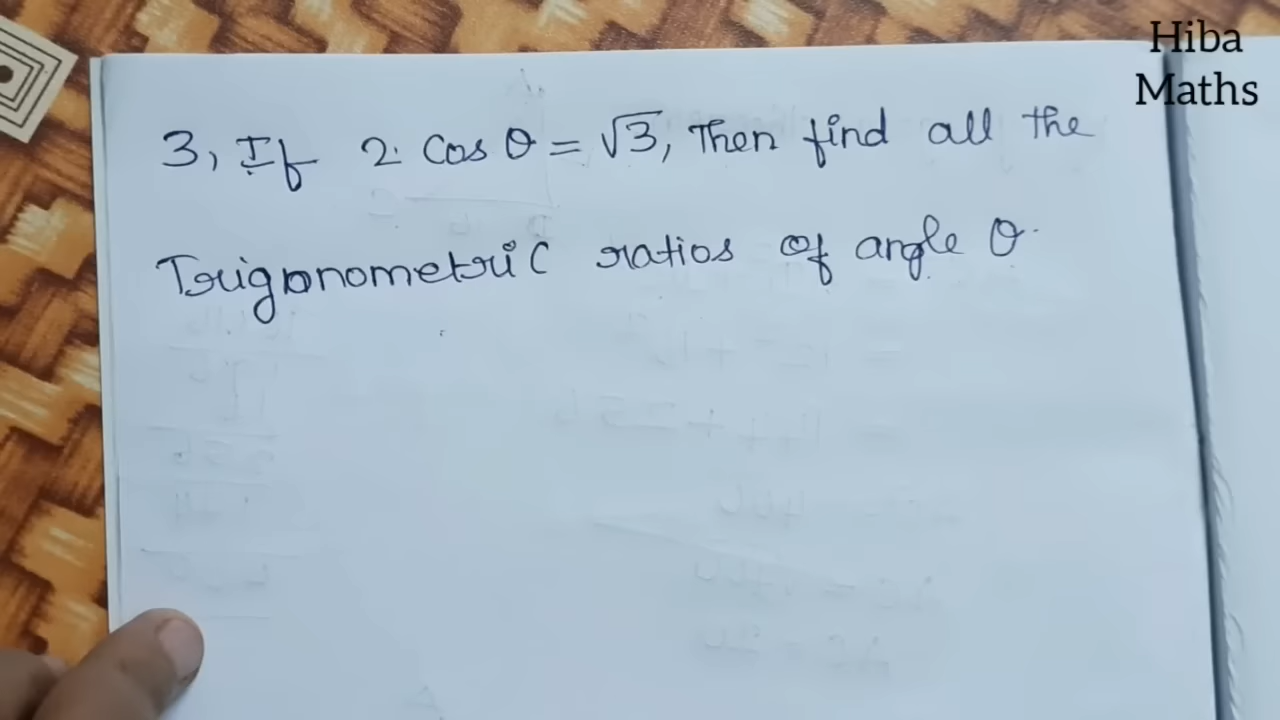 Hiba
Maths
3, If 2 Cos θ = √3, Then find all the
Trigonometric ratios of angle θ.